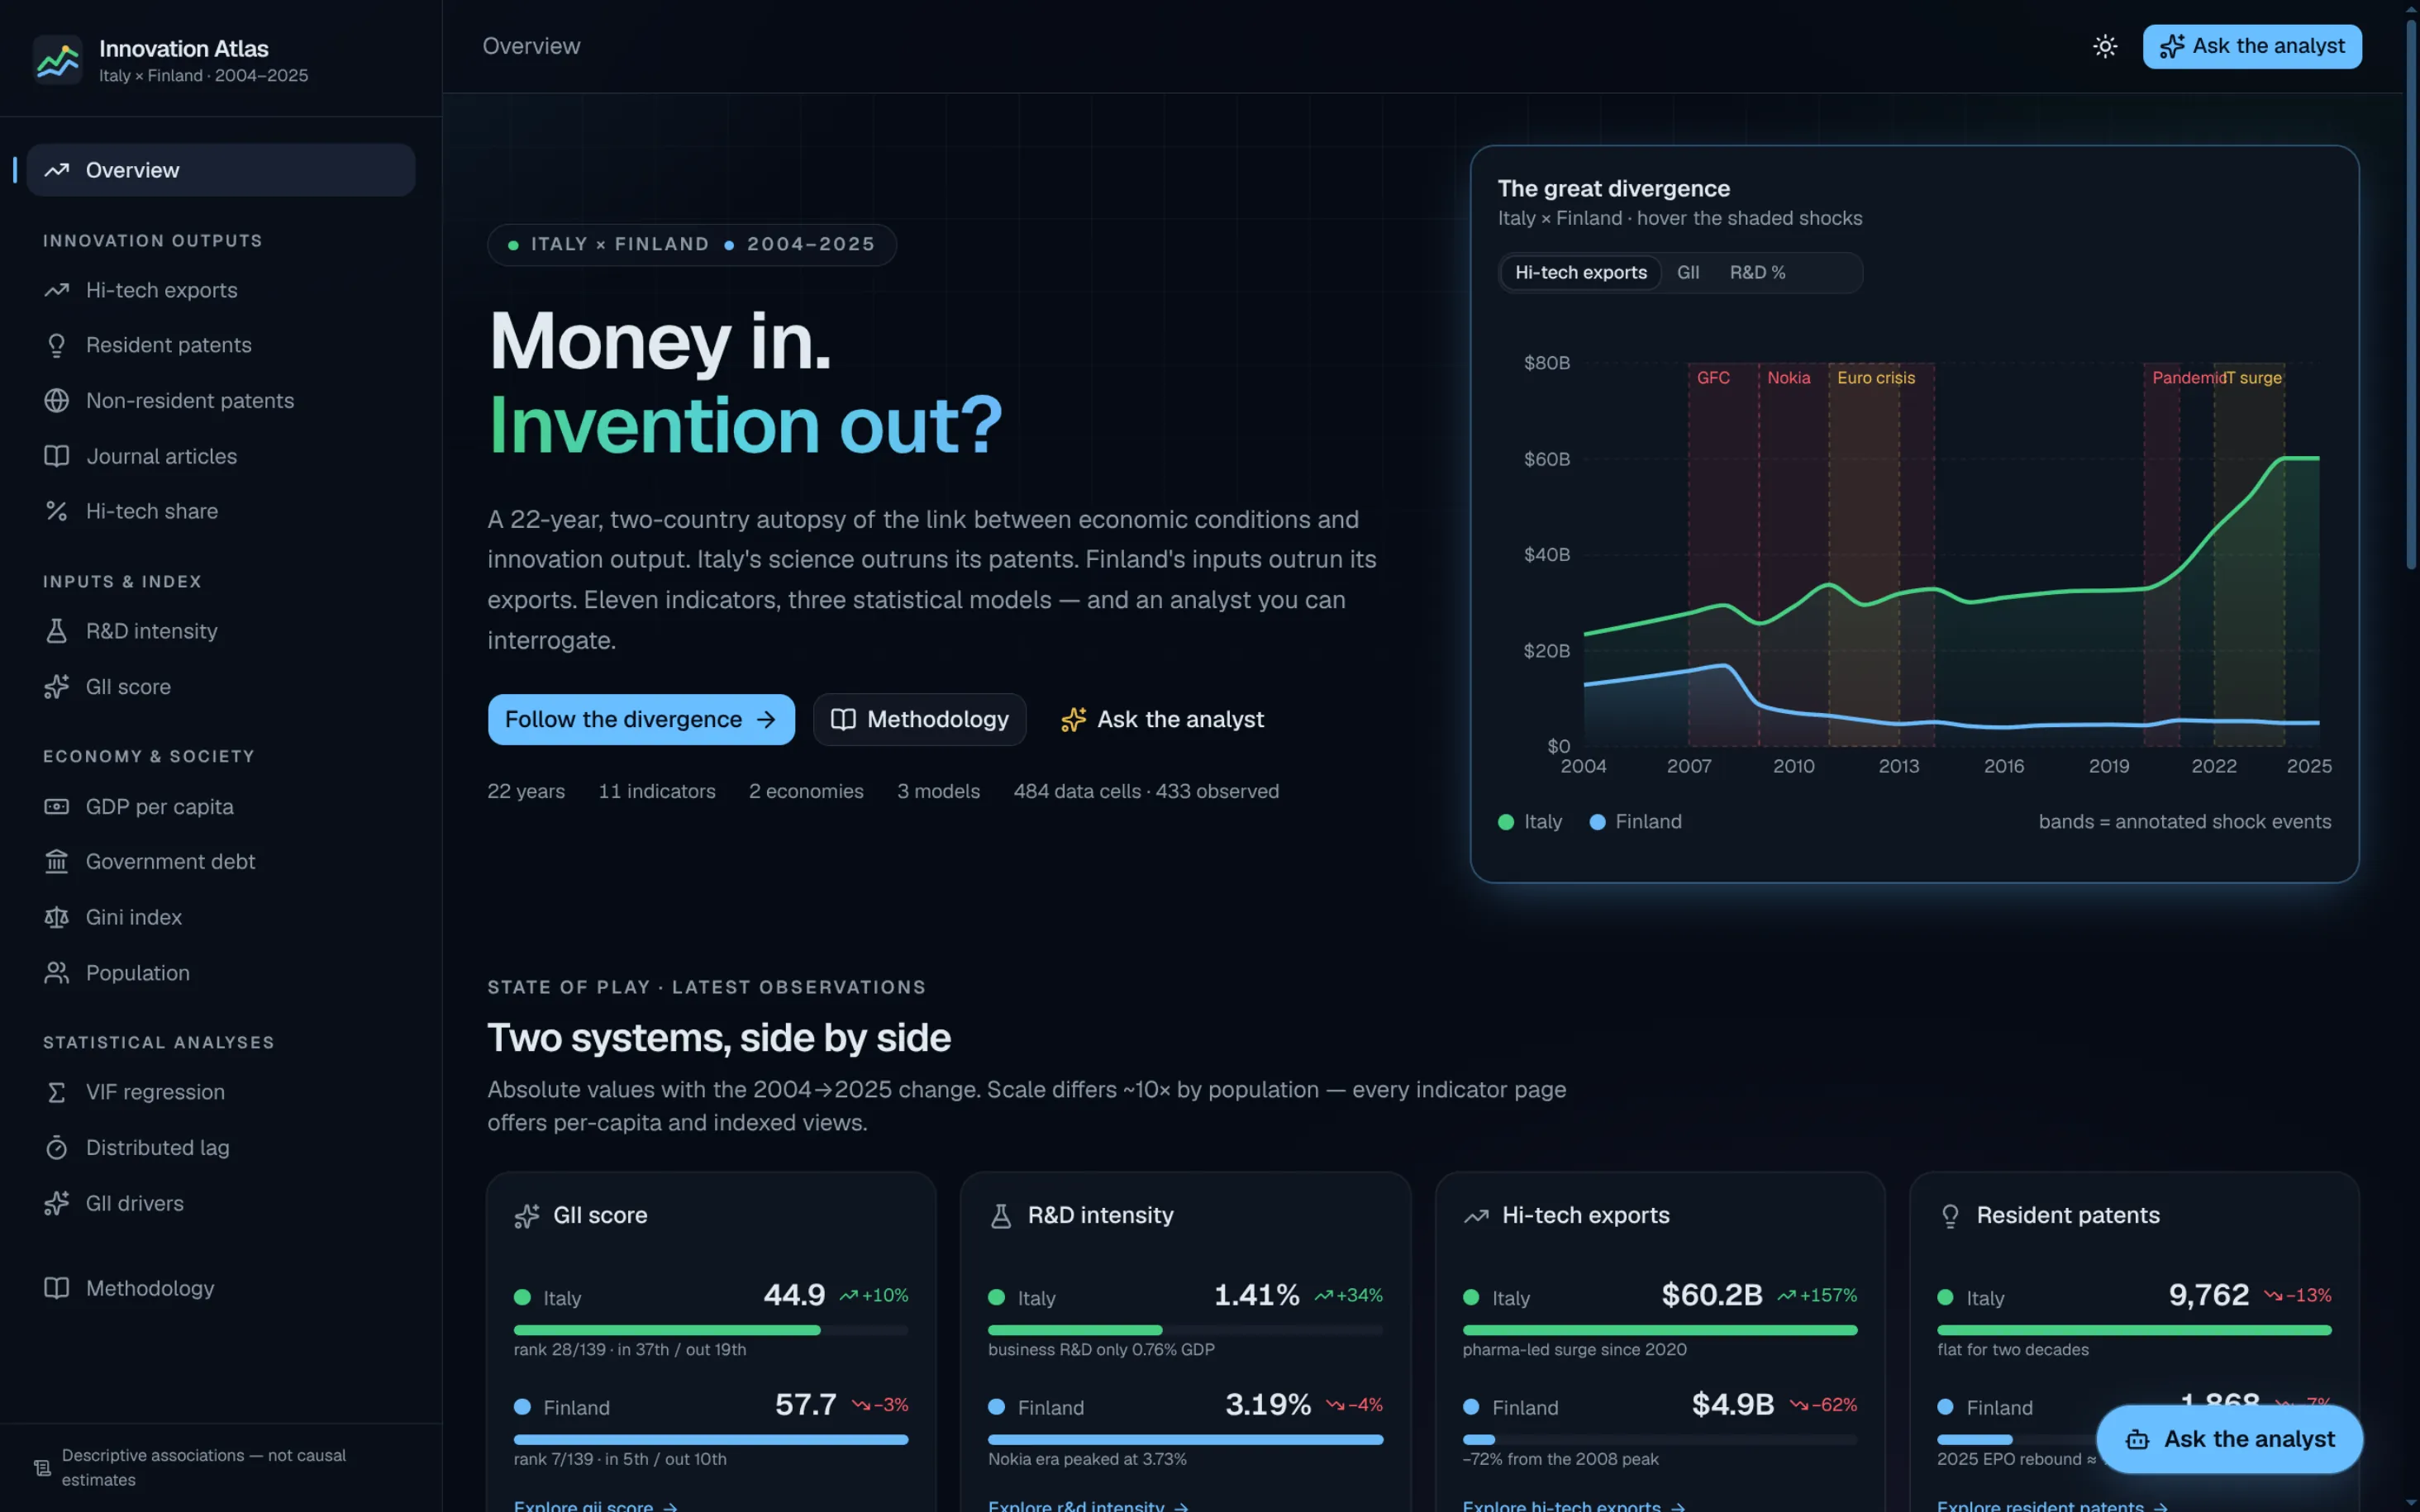 Innovation Atlas
Italy × Finland · 2004–2025
Overview
INNOVATION OUTPUTS
Hi-tech exports
Resident patents
Non-resident patents
Journal articles
Hi-tech share
INPUTS & INDEX
R&D intensity
GII score
ECONOMY & SOCIETY
GDP per capita
Government debt
Gini index
Population
STATISTICAL ANALYSES
VIF regression
Distributed lag
GII drivers
Methodology
Descriptive associations — not causal
estimates
Overview
Ask the analyst
ITALY × FINLAND 2004–2025
Money in.
Invention out?
A 22-year, two-country autopsy of the link between economic conditions and
innovation output. Italy's science outruns its patents. Finland's inputs outrun its
exports. Eleven indicators, three statistical models — and an analyst you can
interrogate.
Follow the divergence →
Methodology
Ask the analyst
22 years 11 indicators 2 economies 3 models 484 data cells · 433 observed
The great divergence
Italy × Finland · hover the shaded shocks
Hi-tech exports GII R&D %
$80B
$60B
$40B
$20B
$0
GFC Nokia Euro crisis Pandemic IT surge
2004 2007 2010 2013 2016 2019 2022 2025
Italy Finland bands = annotated shock events
STATE OF PLAY · LATEST OBSERVATIONS
Two systems, side by side
Absolute values with the 2004→2025 change. Scale differs ~10× by population — every indicator page
offers per-capita and indexed views.
GII score
Italy 44.9 +10%
rank 28/139 · in 37th / out 19th
Finland 57.7 −3%
rank 7/139 · in 5th / out 10th
Explore gii score →
R&D intensity
Italy 1.41% +34%
business R&D only 0.76% GDP
Finland 3.19% −4%
Nokia era peaked at 3.73%
Explore r&d intensity →
Hi-tech exports
Italy $60.2B +157%
pharma-led surge since 2020
Finland $4.9B −62%
−72% from the 2008 peak
Explore hi-tech exports →
Resident patents
Italy 9,762 −13%
flat for two decades
Finland 1,868 −7%
2025 EPO rebound ≈
Explore resident patents →
Ask the analyst